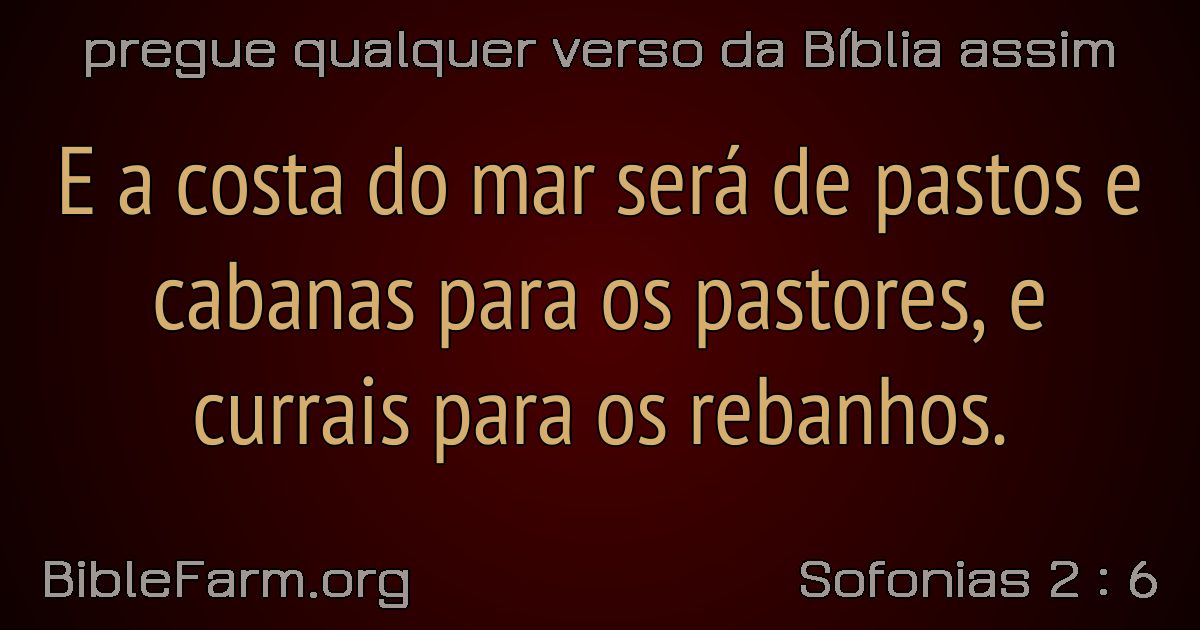 pregue qualquer verso da Bíblia assim
E a costa do mar será de pastos e
cabanas para os pastores, e
currais para os rebanhos.
BibleFarm.org
Sofonias 2 : 6